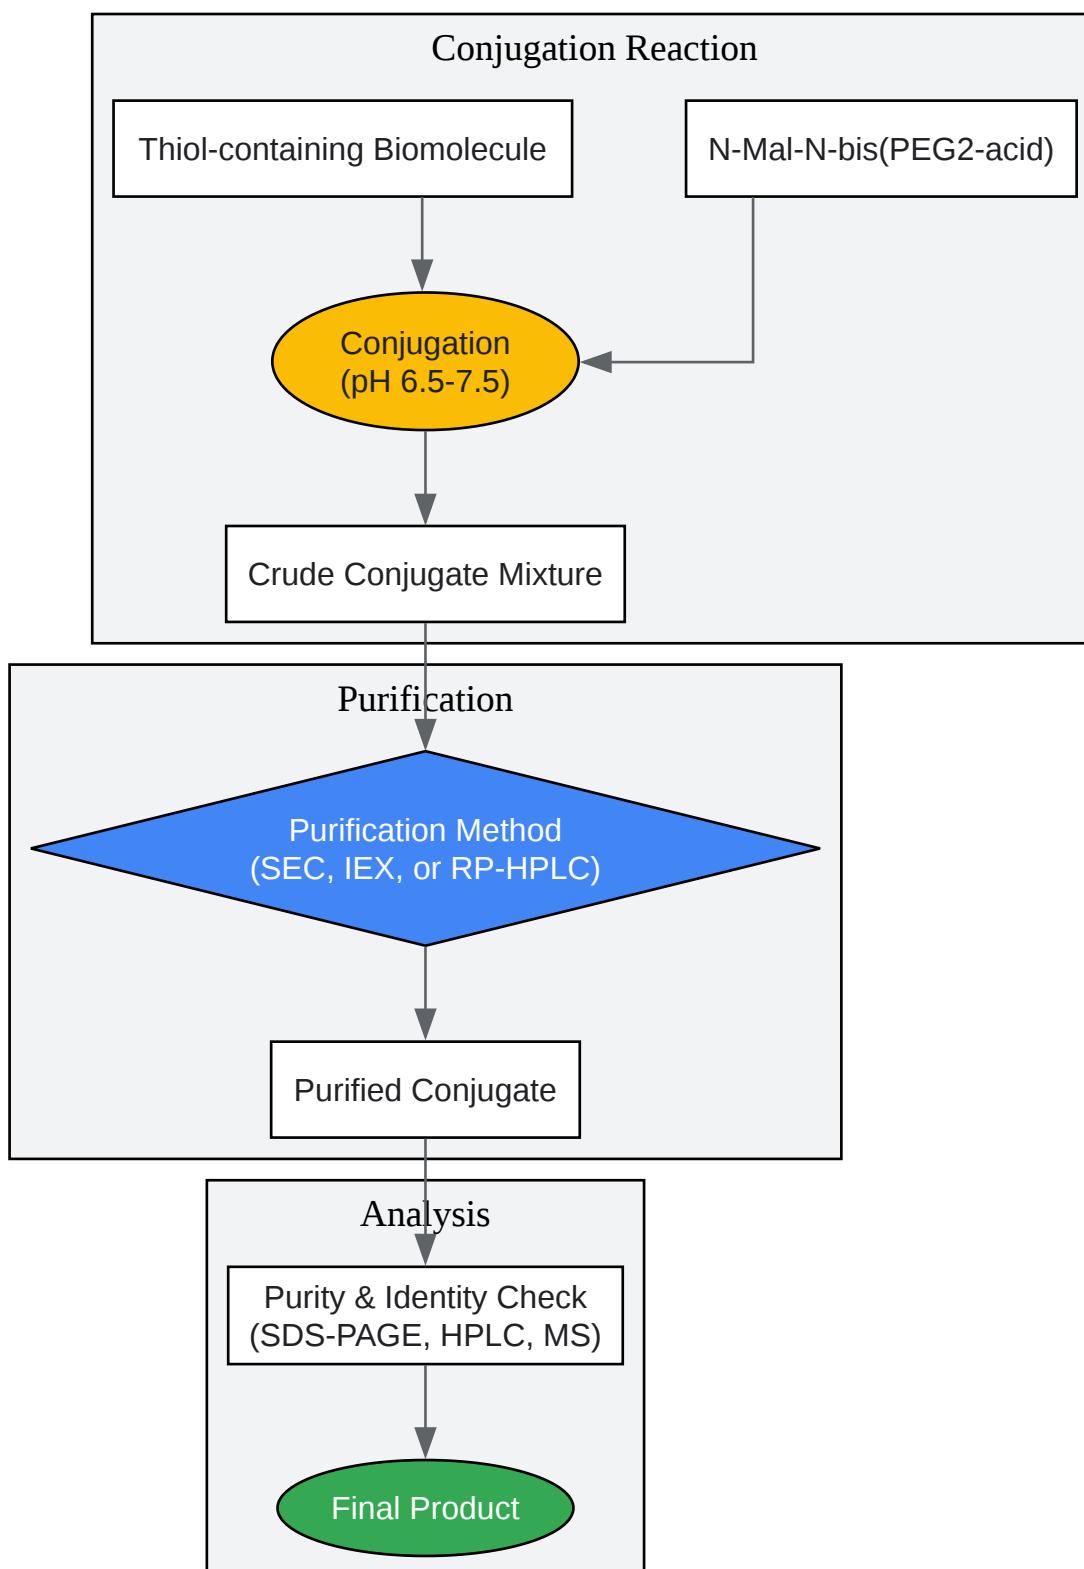 Conjugation Reaction
Thiol-containing Biomolecule
N-Mal-N-bis(PEG2-acid)
Conjugation
(pH 6.5-7.5)
Crude Conjugate Mixture
Purification
Purification Method
(SEC, IEX, or RP-HPLC)
Purified Conjugate
Analysis
Purity & Identity Check
(SDS-PAGE, HPLC, MS)
Final Product